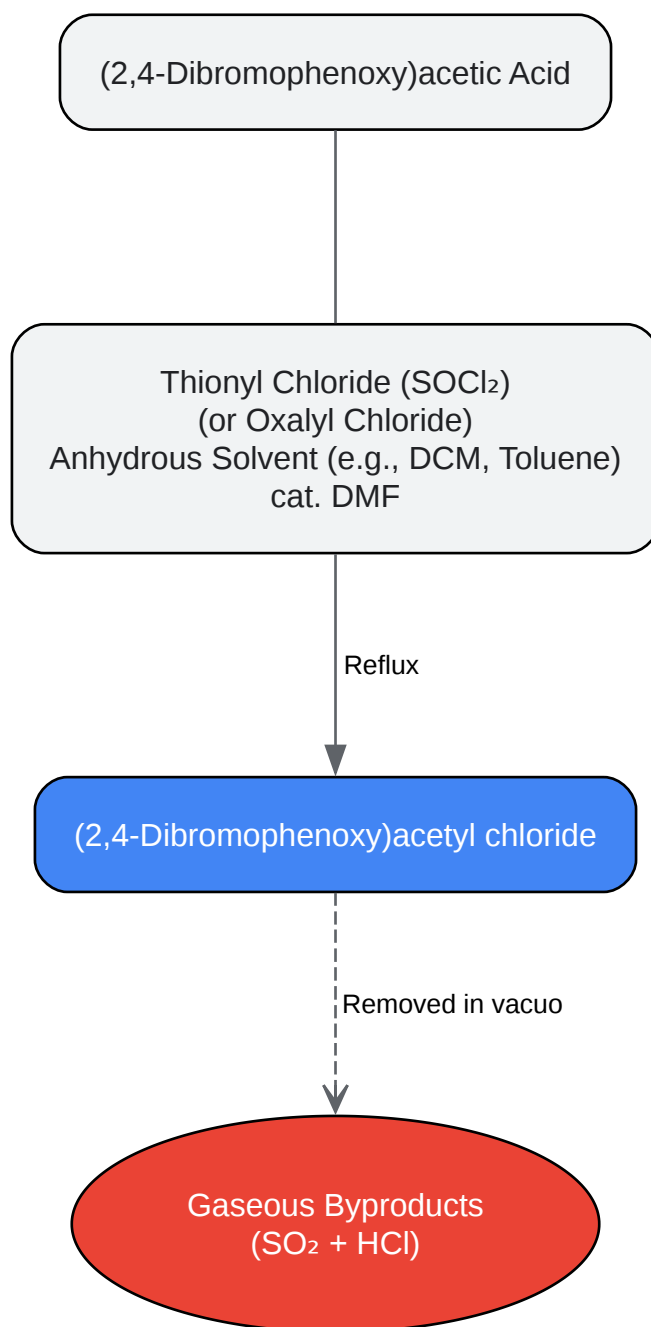 (2,4-Dibromophenoxy)acetic Acid
Thionyl Chloride (SOCl₂)
(or Oxalyl Chloride)
Anhydrous Solvent (e.g., DCM, Toluene)
cat. DMF
Reflux
(2,4-Dibromophenoxy)acetyl chloride
Removed in vacuo
Gaseous Byproducts
(SO₂ + HCl)